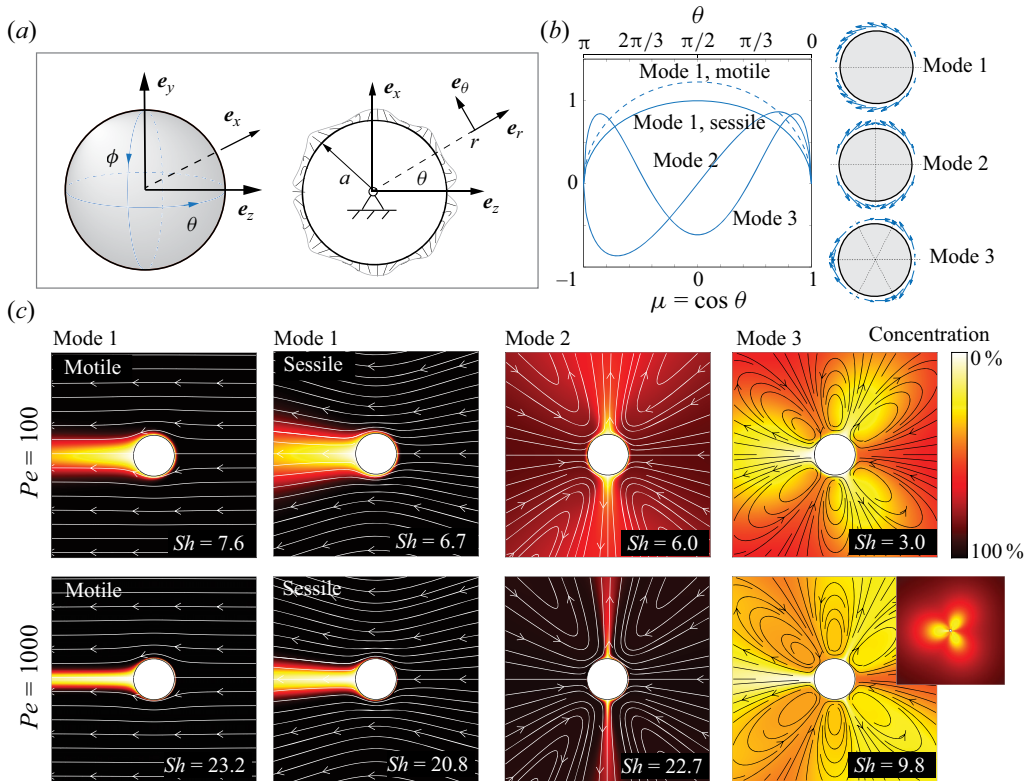 (a)
e_y
e_x
ϕ
θ
e_z
e_x
e_θ
e_r
r
a
θ
e_z
(b)
θ
π 2π/3 π/2 π/3 0
Mode 1, motile
1
Mode 1, sessile
Mode 2
0
Mode 3
−1 0 1
μ = cos θ
Mode 1
Mode 2
Mode 3
(c)
Mode 1 Mode 1 Mode 2 Mode 3 Concentration
Motile Sessile 0 %
Pe = 100
Sh = 7.6 Sh = 6.7 Sh = 6.0 Sh = 3.0 100 %
Motile Sessile
Pe = 1000
Sh = 23.2 Sh = 20.8 Sh = 22.7 Sh = 9.8